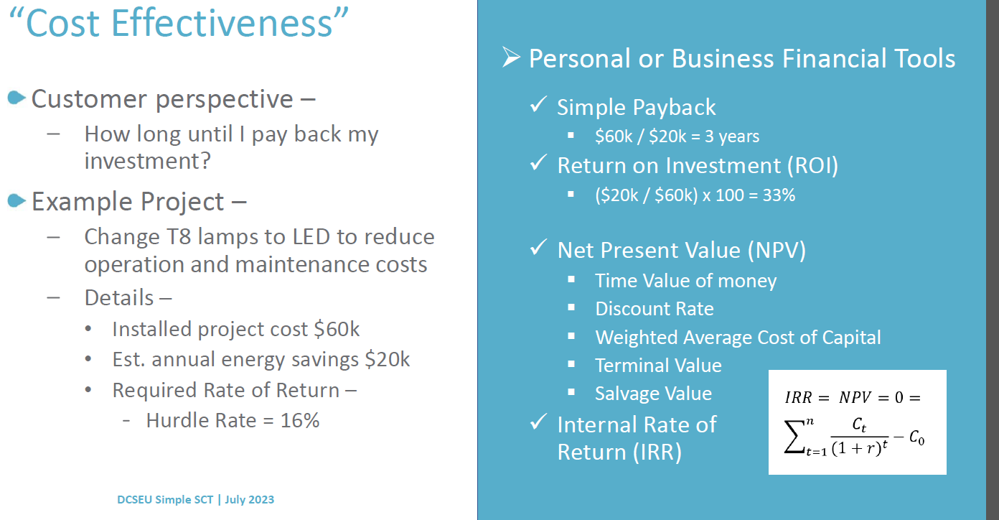 “Cost Effectiveness”
Customer perspective –
– How long until I pay back my
investment?
Example Project –
– Change T8 lamps to LED to reduce
operation and maintenance costs
– Details –
• Installed project cost $60k
• Est. annual energy savings $20k
• Required Rate of Return –
- Hurdle Rate = 16%
DCSEU Simple SCT | July 2023
➢ Personal or Business Financial Tools
✓ Simple Payback
▪ $60k / $20k = 3 years
✓ Return on Investment (ROI)
▪ ($20k / $60k) x 100 = 33%
✓ Net Present Value (NPV)
▪ Time Value of money
▪ Discount Rate
▪ Weighted Average Cost of Capital
▪ Terminal Value
▪ Salvage Value
✓ Internal Rate of
Return (IRR)
IRR = NPV = 0 =
∑ⁿₜ₌₁ Cₜ / (1 + r)ᵗ − C₀